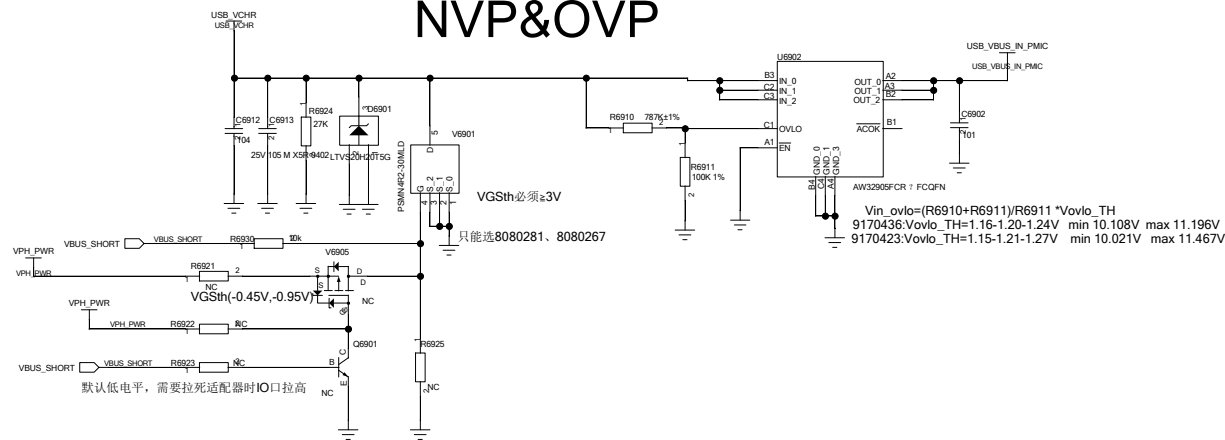 NVP&OVP
USB_VCHR
USB_VCHR
USB_VBUS_IN_PMIC
USB_VBUS_IN_PMIC
U6902
B3 IN_0 OUT_0 A2
C2 IN_1 OUT_1 A3
C3 IN_2 OUT_2 B2
C1 OVLO ACOK B1
A1 EN
GND_0 GND_1 GND_3
B4 C4 A4
AW32905FCR ? FCQFN
C6902
101
R6910 787K±1%
R6911
100K 1%
C6912
104
C6913
25V 105 M X5R 0402
R6924
27K
D6901
LTVS20H20T5G
V6901
PSMN4R2-30MLD
D
G S_2 S_1 S_0
5
4 3 2 1
VGSth必须≥3V
只能选8080281、8080267
Vin_ovlo=(R6910+R6911)/R6911 *Vovlo_TH
9170436:Vovlo_TH=1.16-1.20-1.24V min 10.108V max 11.196V
9170423:Vovlo_TH=1.15-1.21-1.27V min 10.021V max 11.467V
VBUS_SHORT VBUS_SHORT R6930 10k
VPH_PWR
VPH_PWR R6921
NC
V6905
S D
S D
G
NC
VGSth(-0.45V,-0.95V)
VPH_PWR
VPH_PWR R6922 NC
VBUS_SHORT VBUS_SHORT R6923 NC
Q6901
B C E
NC
R6925
NC
默认低电平，需要拉死适配器时IO口拉高